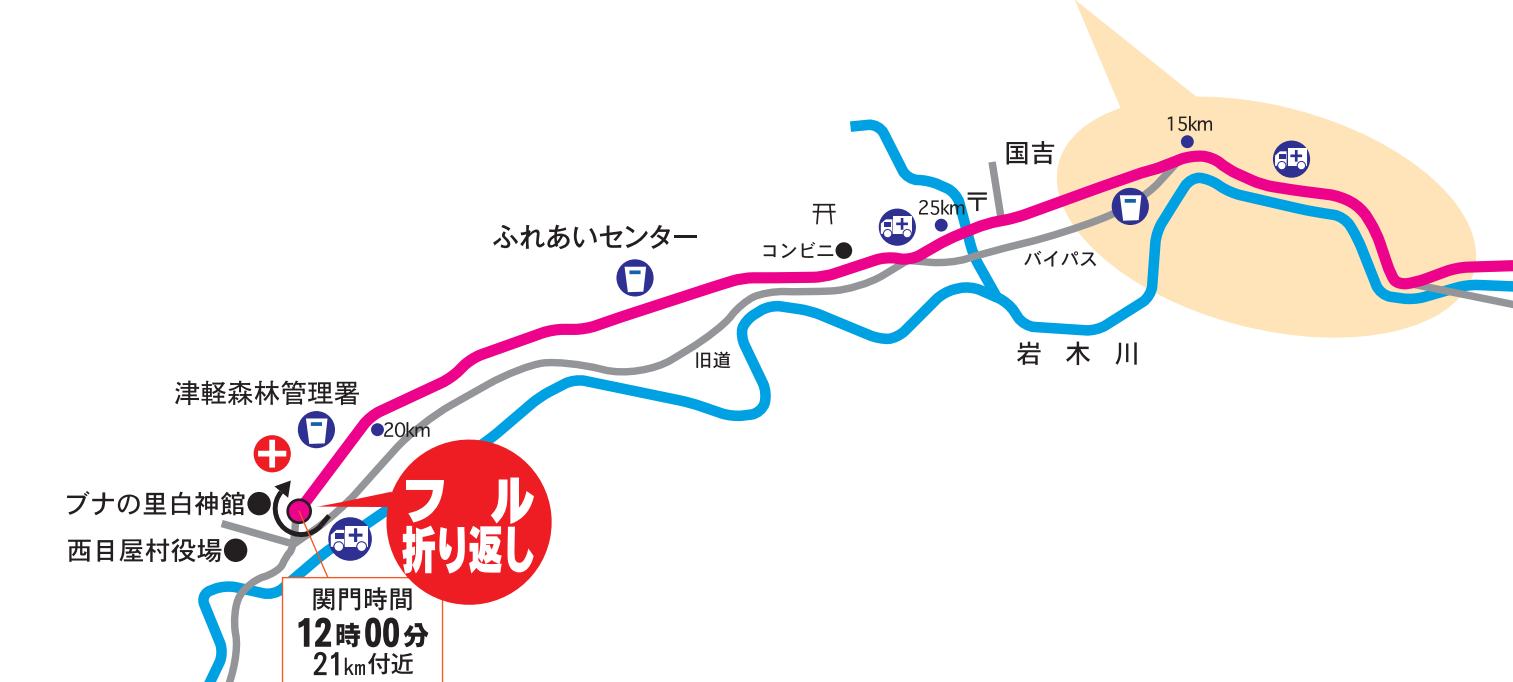 15km
国吉
25km
〒
ふれあいセンター
コンビニ
バイパス
岩木川
旧道
津軽森林管理署
20km
フル
折り返し
ブナの里白神館
西目屋村役場
関門時間
12時00分
21km付近